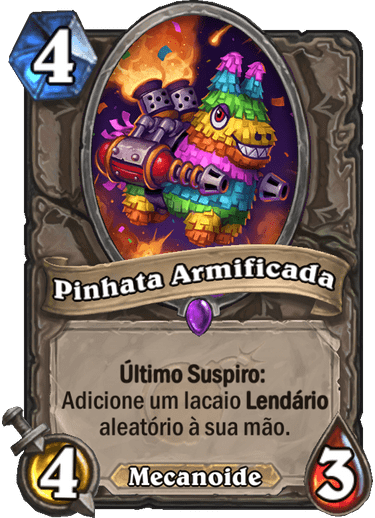 4
Pinhata Armificada
Último Suspiro:
Adicione um lacaio Lendário
aleatório à sua mão.
4
Mecanoide
3